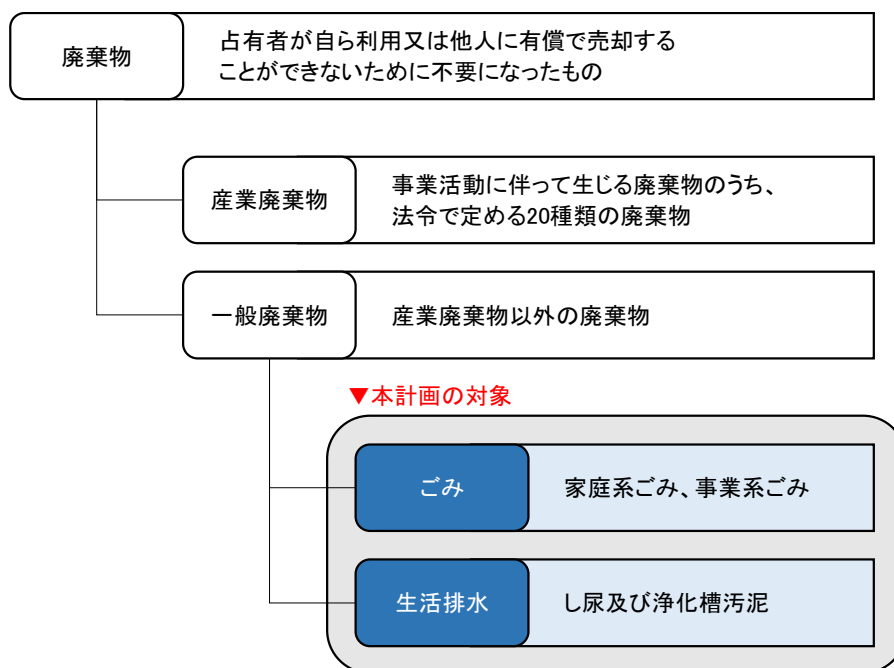 廃棄物
占有者が自ら利用又は他人に有償で売却する
ことができないために不要になったもの
産業廃棄物
事業活動に伴って生じる廃棄物のうち、
法令で定める20種類の廃棄物
一般廃棄物
産業廃棄物以外の廃棄物
▼本計画の対象
ごみ
家庭系ごみ、事業系ごみ
生活排水
し尿及び浄化槽汚泥